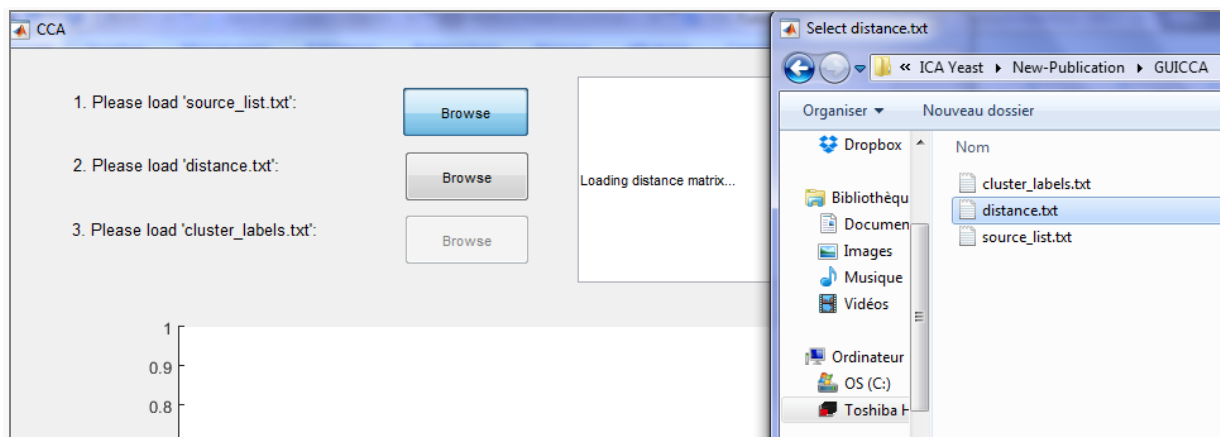 CCA
1. Please load 'source_list.txt':
Browse
2. Please load 'distance.txt':
Browse
3. Please load 'cluster_labels.txt':
Browse
Loading distance matrix...
1
0.9
0.8
Select distance.txt
« ICA Yeast ▸ New-Publication ▸ GUICCA
Organiser
Nouveau dossier
Dropbox
Bibliothèqu
Documen
Images
Musique
Vidéos
Ordinateur
OS (C:)
Toshiba H
Nom
cluster_labels.txt
distance.txt
source_list.txt